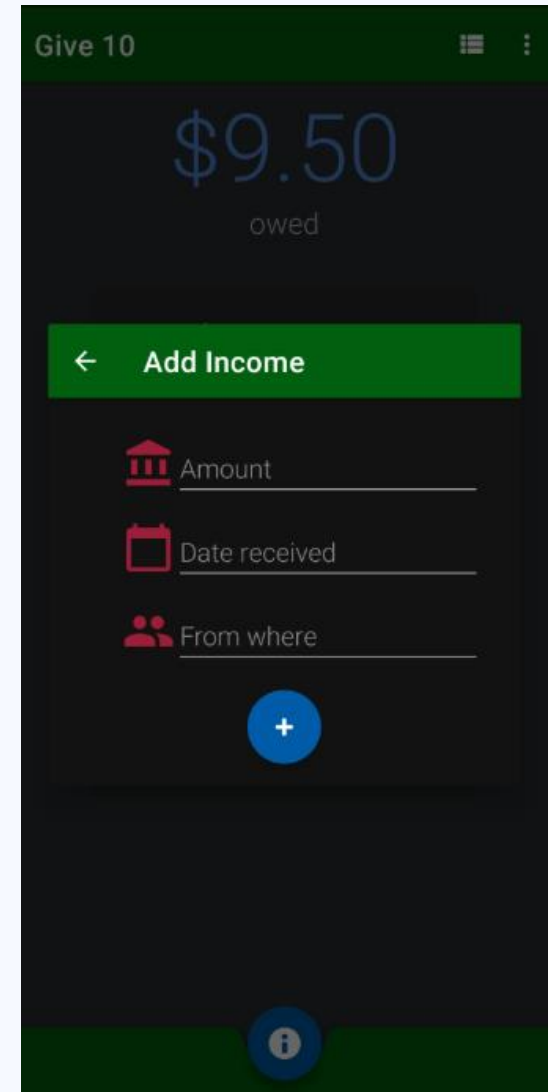 Give 10
$9.50
owed
Add Income
Amount
Date received
From where